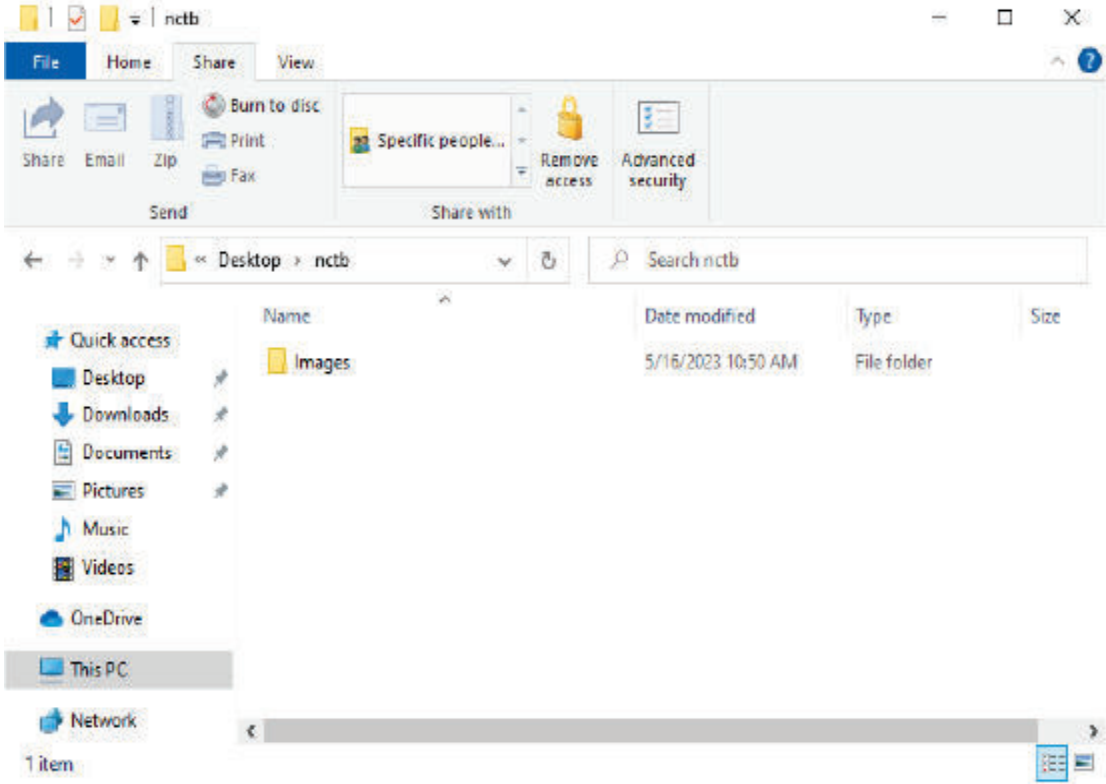 nctb
File Home Share View
Share Email Zip Burn to disc Print Fax Specific people... Remove access Advanced security
Send Share with
« Desktop › nctb Search nctb
Name Date modified Type Size
Images 5/16/2023 10:50 AM File folder
Quick access
Desktop
Downloads
Documents
Pictures
Music
Videos
OneDrive
This PC
Network
1 item